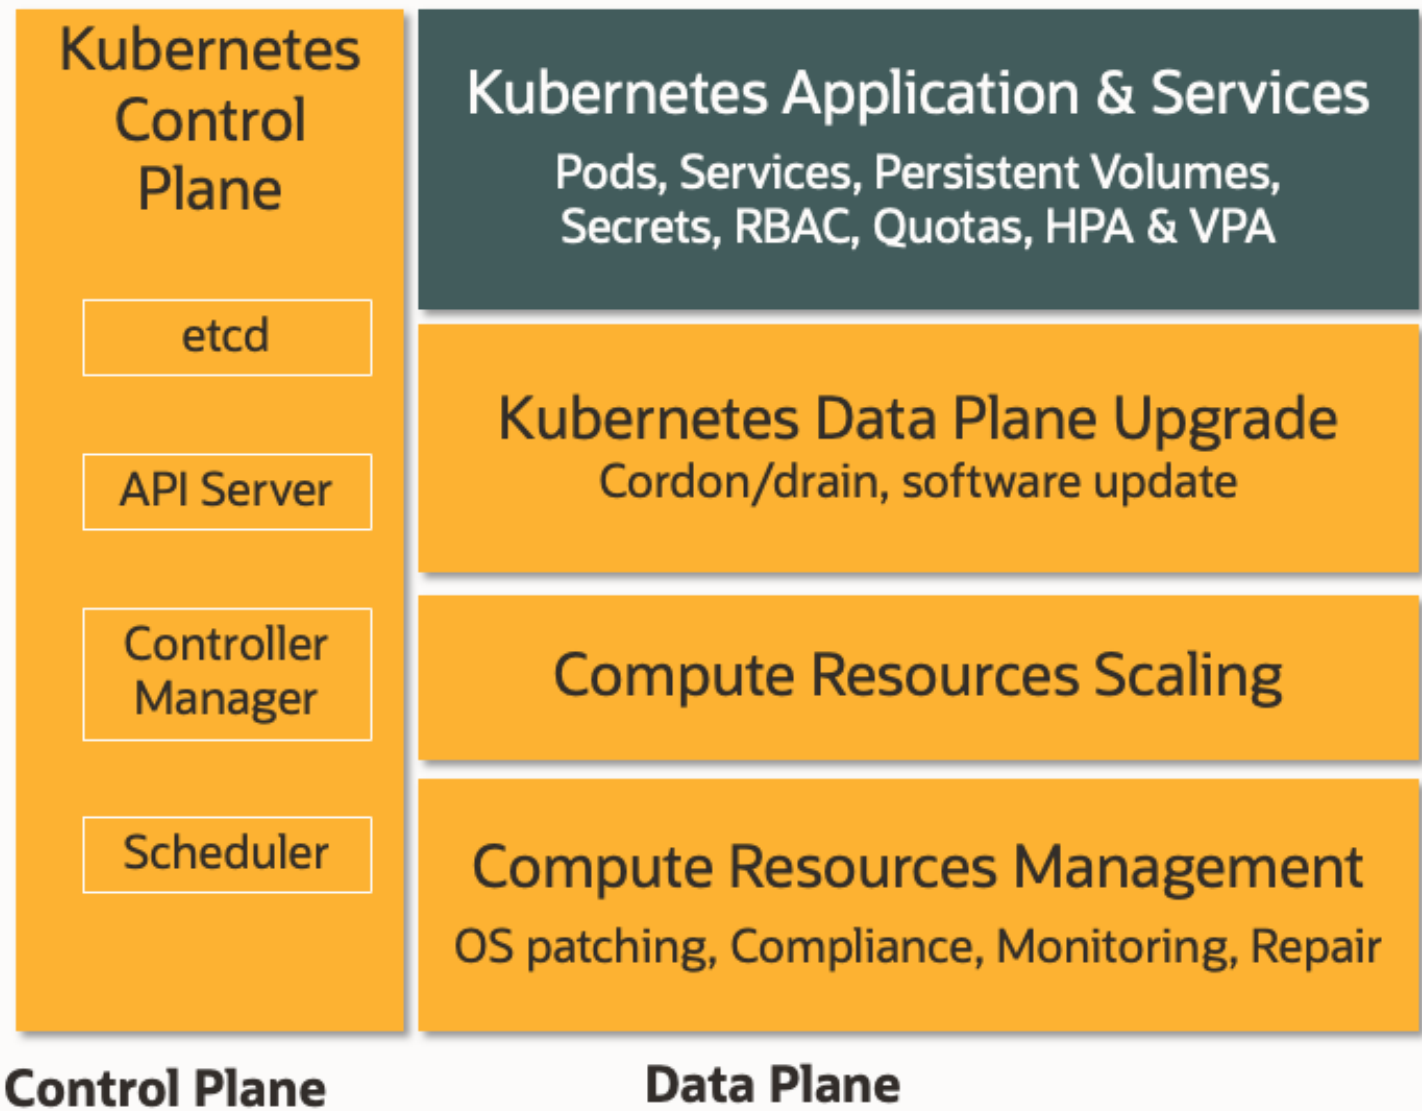 Kubernetes
Control
Plane
etcd
API Server
Controller
Manager
Scheduler
Kubernetes Application & Services
Pods, Services, Persistent Volumes,
Secrets, RBAC, Quotas, HPA & VPA
Kubernetes Data Plane Upgrade
Cordon/drain, software update
Compute Resources Scaling
Compute Resources Management
OS patching, Compliance, Monitoring, Repair
Control Plane
Data Plane